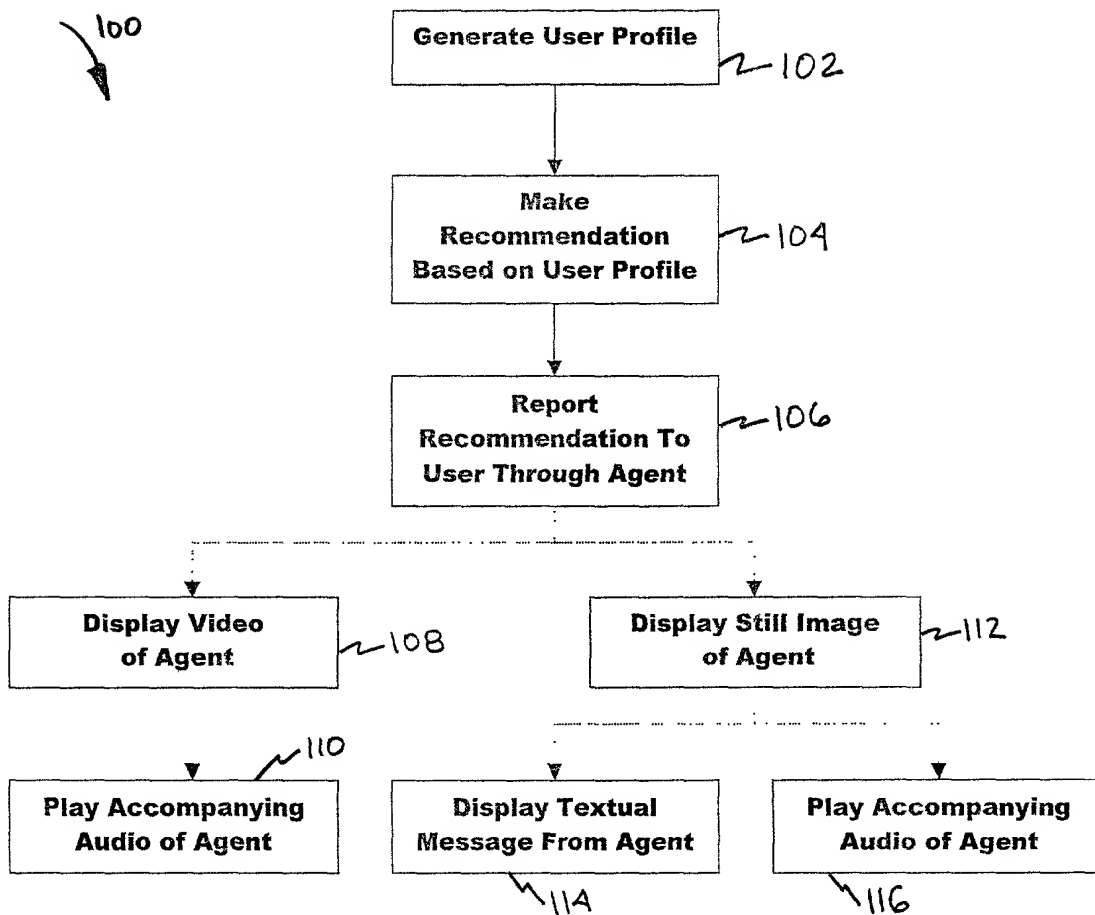 100
Generate User Profile
102
Make
Recommendation
Based on User Profile
104
Report
Recommendation To
User Through Agent
106
Display Video
of Agent
108
Display Still Image
of Agent
112
110
Play Accompanying
Audio of Agent
Display Textual
Message From Agent
114
Play Accompanying
Audio of Agent
116